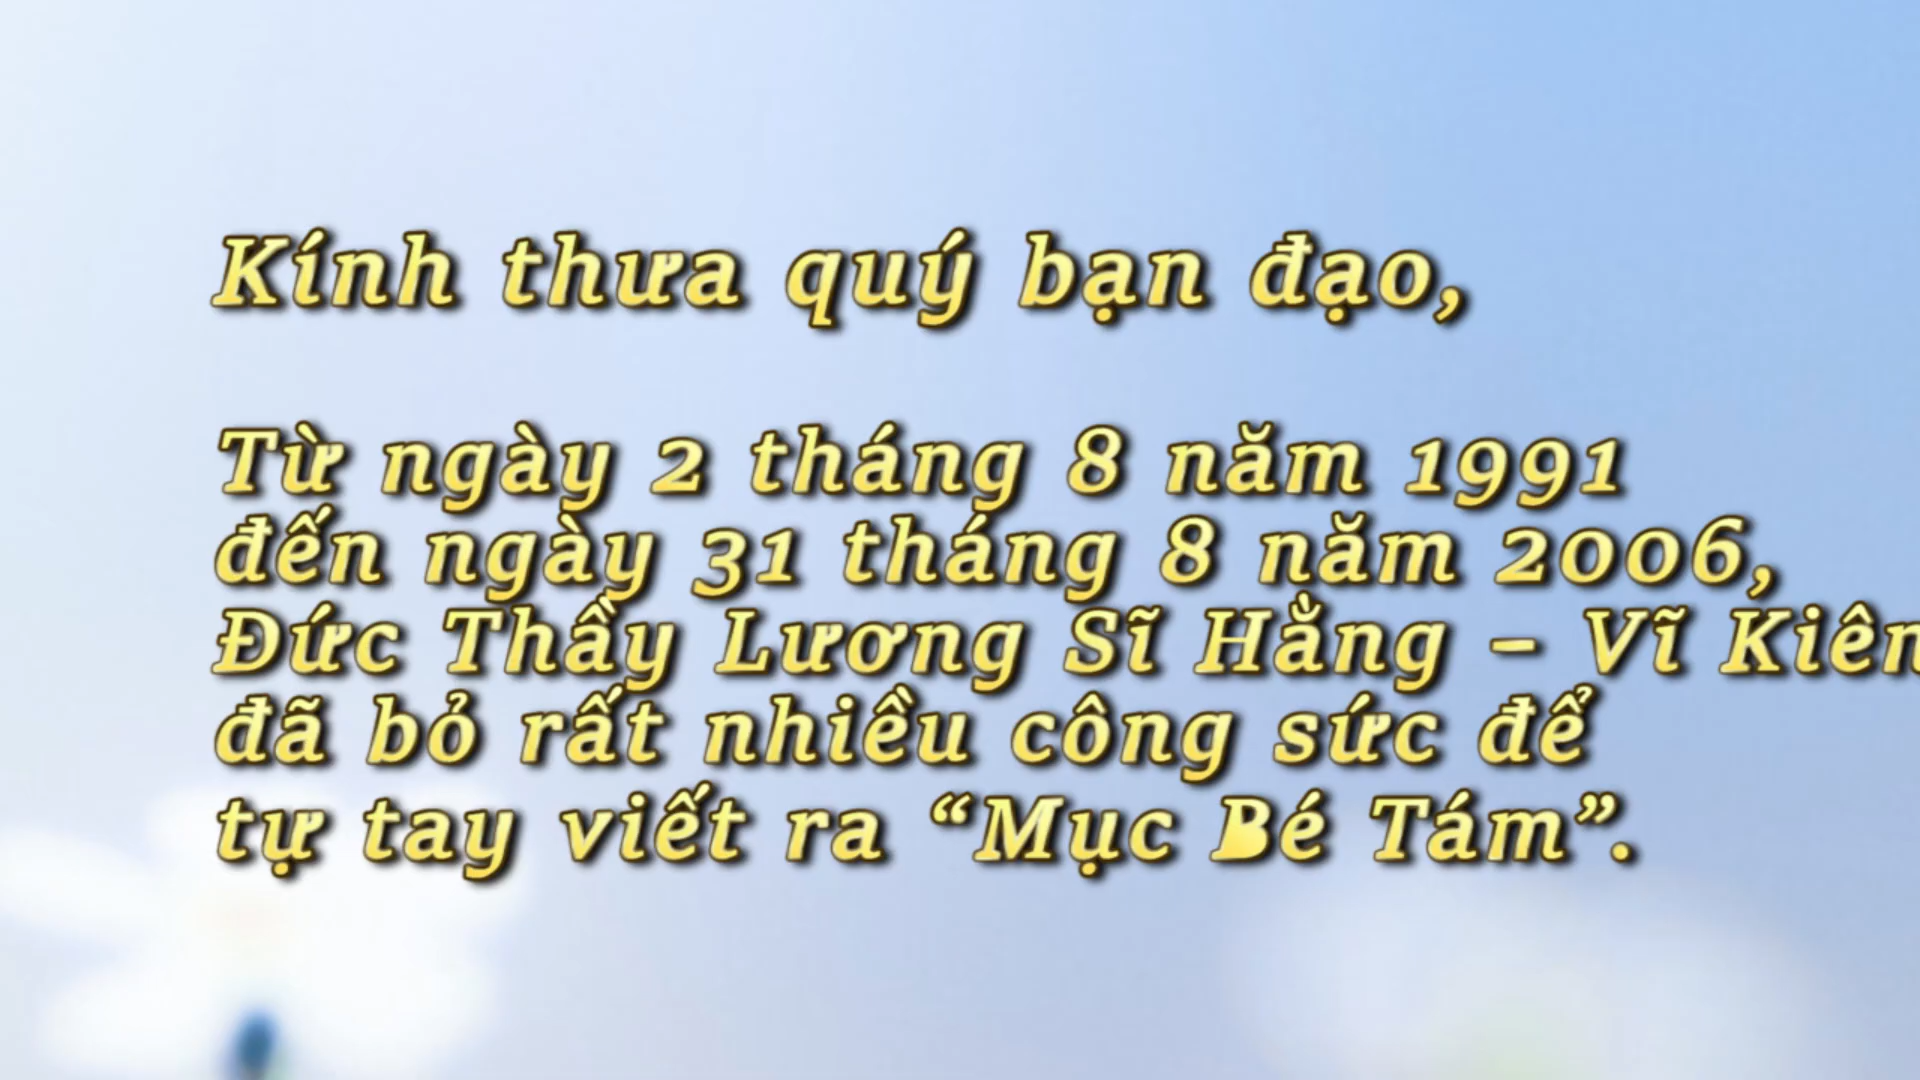 Kính thưa quý bạn đạo,
Từ ngày 2 tháng 8 năm 1991
đến ngày 31 tháng 8 năm 2006,
Đức Thầy Lương Sĩ Hằng – Vĩ Kiên
đã bỏ rất nhiều công sức để
tự tay viết ra “Mục Bé Tám”.